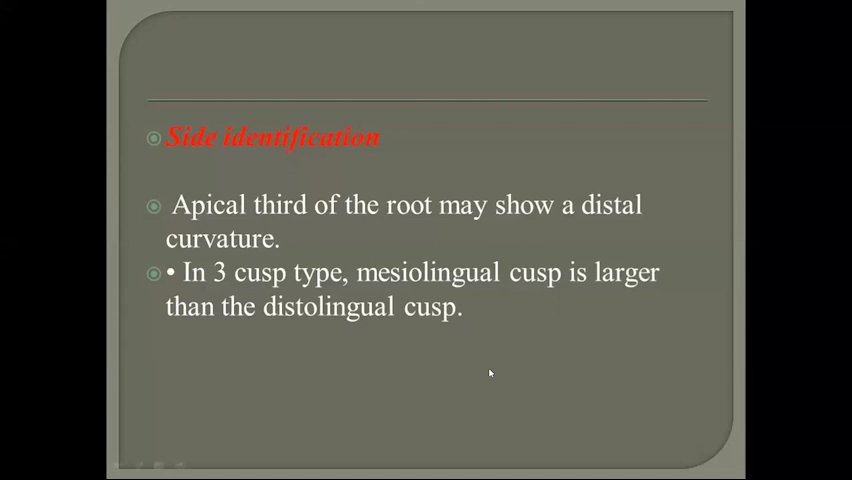 Side identification
Apical third of the root may show a distal
curvature.
• In 3 cusp type, mesiolingual cusp is larger
than the distolingual cusp.